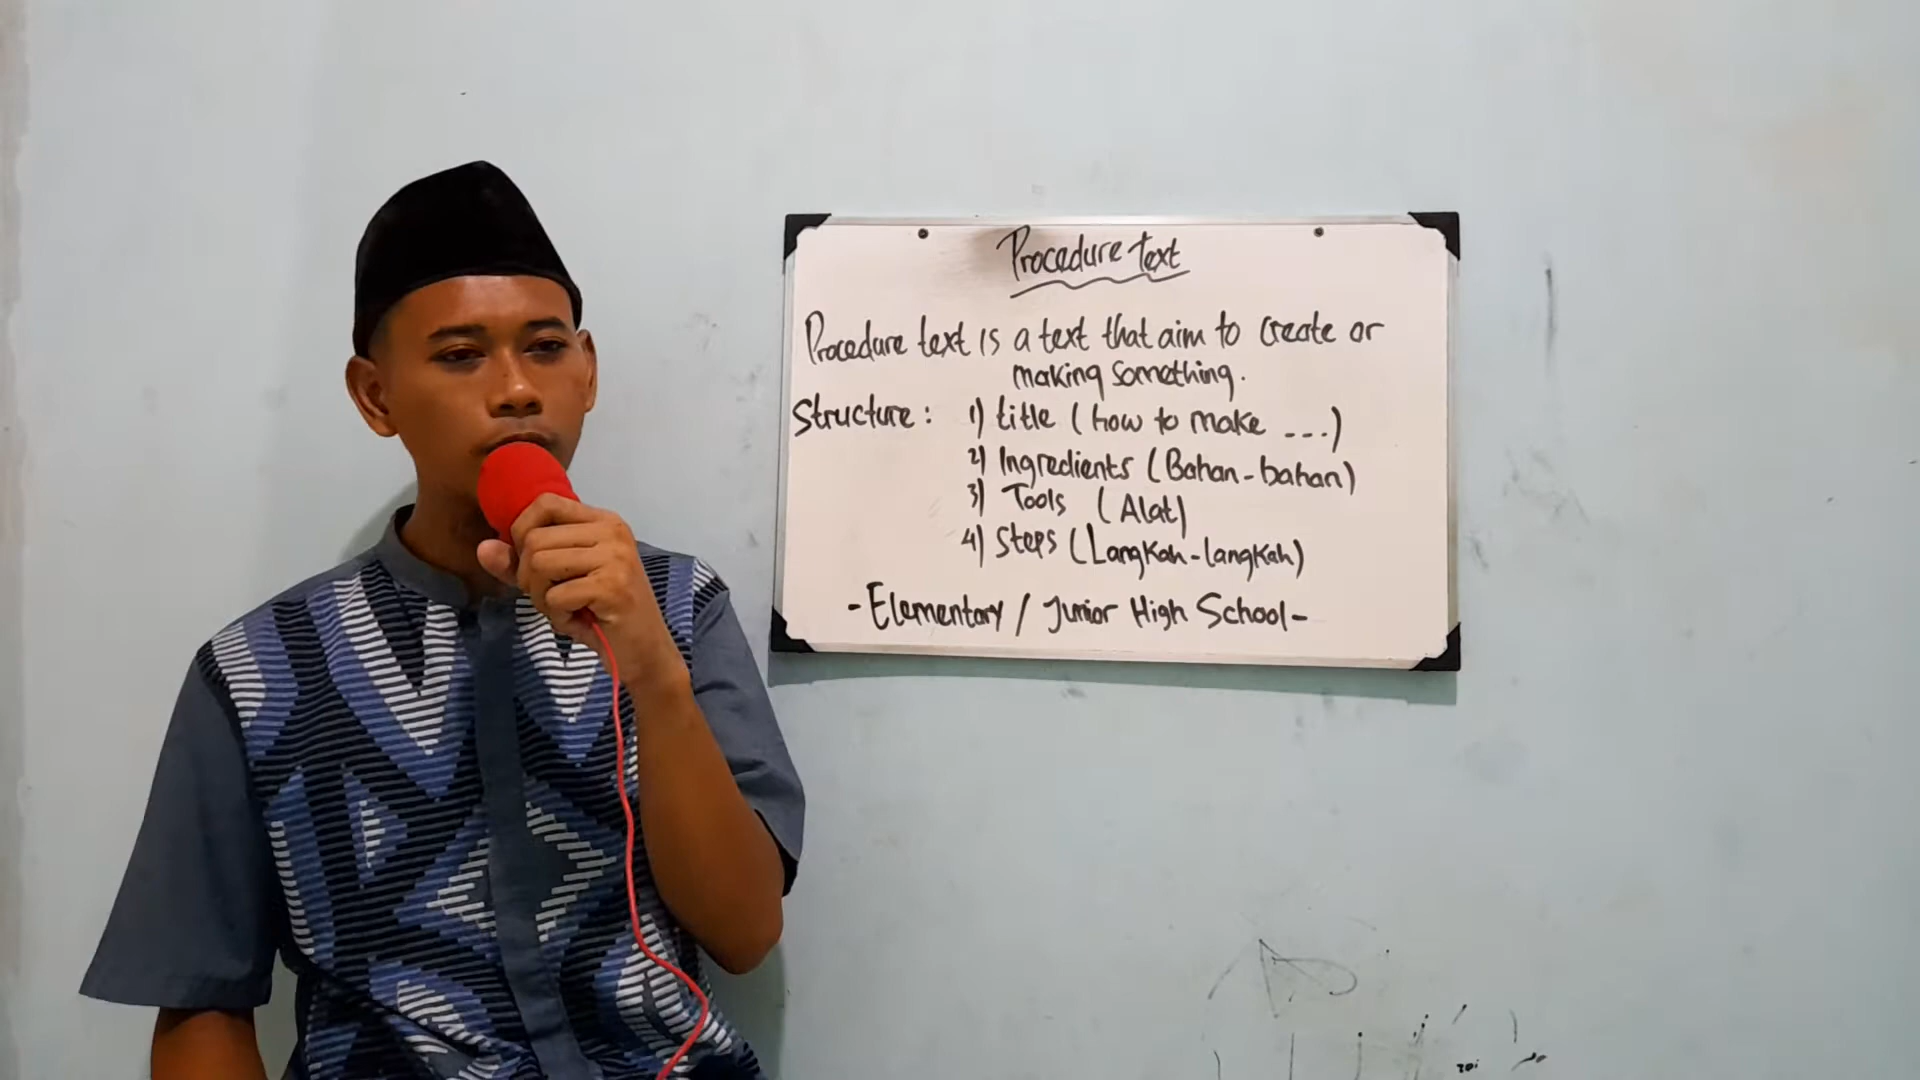 Procedure text
Procedure text is a text that aim to create or
making something.
Structure : 1) title (how to make ---)
2) Ingredients (Bahan-bahan)
3) Tools (Alat)
4) Steps (Langkah-langkah)
-Elementary / Junior High School-